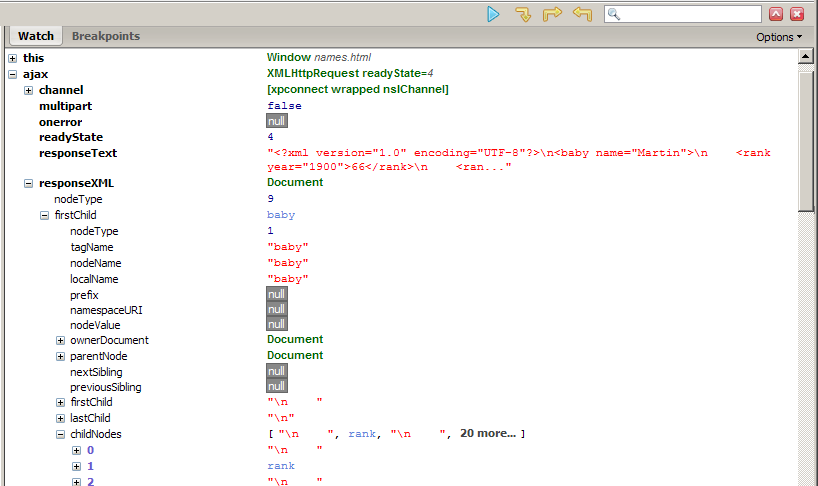 Watch Breakpoints Options
this Window names.html
ajax XMLHttpRequest readyState=4
channel [xpconnect wrapped nsIChannel]
multipart false
onerror null
readyState 4
responseText "<?xml version="1.0" encoding="UTF-8"?>\n<baby name="Martin">\n    <rank
year="1900">66</rank>\n    <ran..."
responseXML Document
nodeType 9
firstChild baby
nodeType 1
tagName "baby"
nodeName "baby"
localName "baby"
prefix null
namespaceURI null
nodeValue null
ownerDocument Document
parentNode Document
nextSibling null
previousSibling null
firstChild "\n    "
lastChild "\n"
childNodes [ "\n    ", rank, "\n    ", 20 more... ]
0 "\n    "
1 rank
2 "\n    "